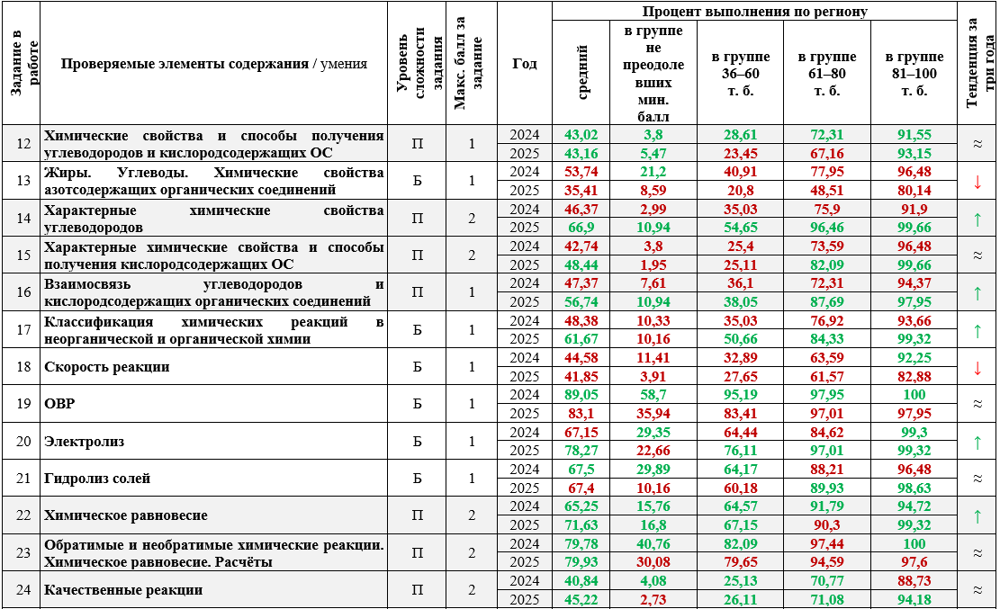 Задание в работе
Проверяемые элементы содержания / умения
Уровень сложности задания
Макс. балл за задание
Год
Процент выполнения по региону
средний
в группе не преодоле вших мин. балл
в группе 36–60 т. б.
в группе 61–80 т. б.
в группе 81–100 т. б.
Тенденция за три года
12 Химические свойства и способы получения углеводородов и кислородсодержащих ОС П 1 ≈
2024 43,02 3,8 28,61 72,31 91,55
2025 43,16 5,47 23,45 67,16 93,15
13 Жиры. Углеводы. Химические свойства азотсодержащих органических соединений Б 1 ↓
2024 53,74 21,2 40,91 77,95 96,48
2025 35,41 8,59 20,8 48,51 80,14
14 Характерные химические свойства углеводородов П 2 ↑
2024 46,37 2,99 35,03 75,9 91,9
2025 66,9 10,94 54,65 96,46 99,66
15 Характерные химические свойства и способы получения кислородсодержащих ОС П 2 ≈
2024 42,74 3,8 25,4 73,59 96,48
2025 48,44 1,95 25,11 82,09 99,66
16 Взаимосвязь углеводородов и кислородсодержащих органических соединений П 1 ↑
2024 47,37 7,61 36,1 72,31 94,37
2025 56,74 10,94 38,05 87,69 97,95
17 Классификация химических реакций в неорганической и органической химии Б 1 ↑
2024 48,38 10,33 35,03 76,92 93,66
2025 61,67 10,16 50,66 84,33 99,32
18 Скорость реакции Б 1 ↓
2024 44,58 11,41 32,89 63,59 92,25
2025 41,85 3,91 27,65 61,57 82,88
19 ОВР Б 1 ≈
2024 89,05 58,7 95,19 97,95 100
2025 83,1 35,94 83,41 97,01 97,95
20 Электролиз Б 1 ↑
2024 67,15 29,35 64,44 84,62 99,3
2025 78,27 22,66 76,11 97,01 99,32
21 Гидролиз солей Б 1 ≈
2024 67,5 29,89 64,17 88,21 96,48
2025 67,4 10,16 60,18 89,93 98,63
22 Химическое равновесие П 2 ↑
2024 65,25 15,76 64,57 91,79 94,72
2025 71,63 16,8 67,15 90,3 99,32
23 Обратимые и необратимые химические реакции. Химическое равновесие. Расчёты П 2 ≈
2024 79,78 40,76 82,09 97,44 100
2025 79,93 30,08 79,65 94,59 97,6
24 Качественные реакции П 2 ≈
2024 40,84 4,08 25,13 70,77 88,73
2025 45,22 2,73 26,11 71,08 94,18